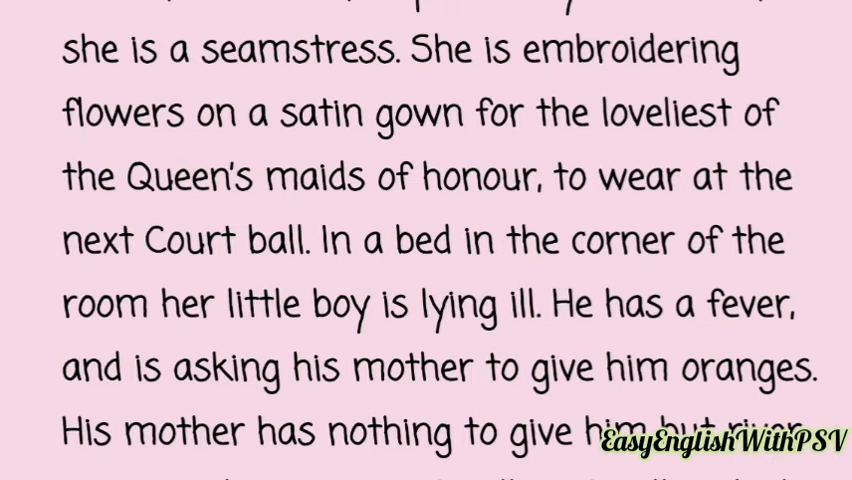 she is a seamstress. She is embroidering
flowers on a satin gown for the loveliest of
the Queen's maids of honour, to wear at the
next Court ball. In a bed in the corner of the
room her little boy is lying ill. He has a fever,
and is asking his mother to give him oranges.
His mother has nothing to give him but river
EasyEnglishWithPSV